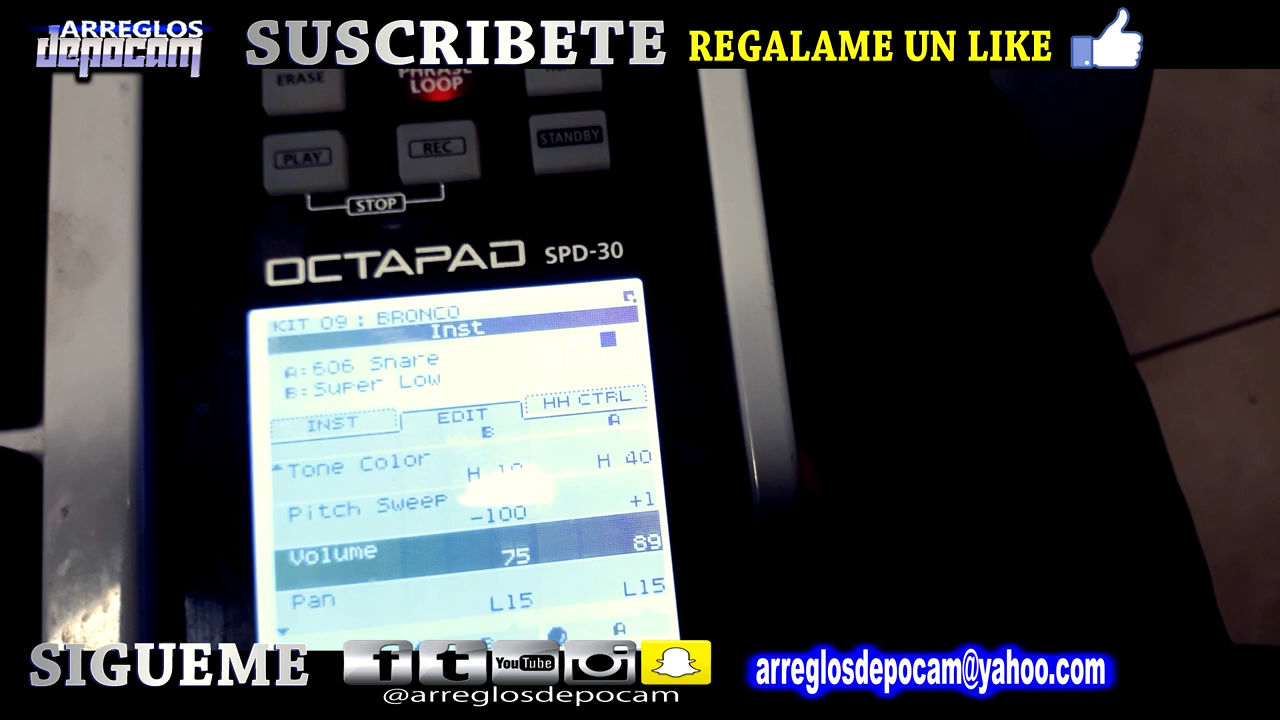 ARREGLOS
depocam
SUSCRIBETE
REGALAME UN LIKE
ERASE
PHRASE
LOOP
PLAY
REC
STANDBY
STOP
OCTAPAD SPD-30
KIT 09: BRONCO
Inst
A:606 Snare
B:Super Low
INST EDIT HH CTRL
B A
Tone Color H 10 H 40
Pitch Sweep -100 +1
Volume 75 89
Pan L15 L15
B A
SIGUEME
f t YouTube
@arreglosdepocam
arreglosdepocam@yahoo.com